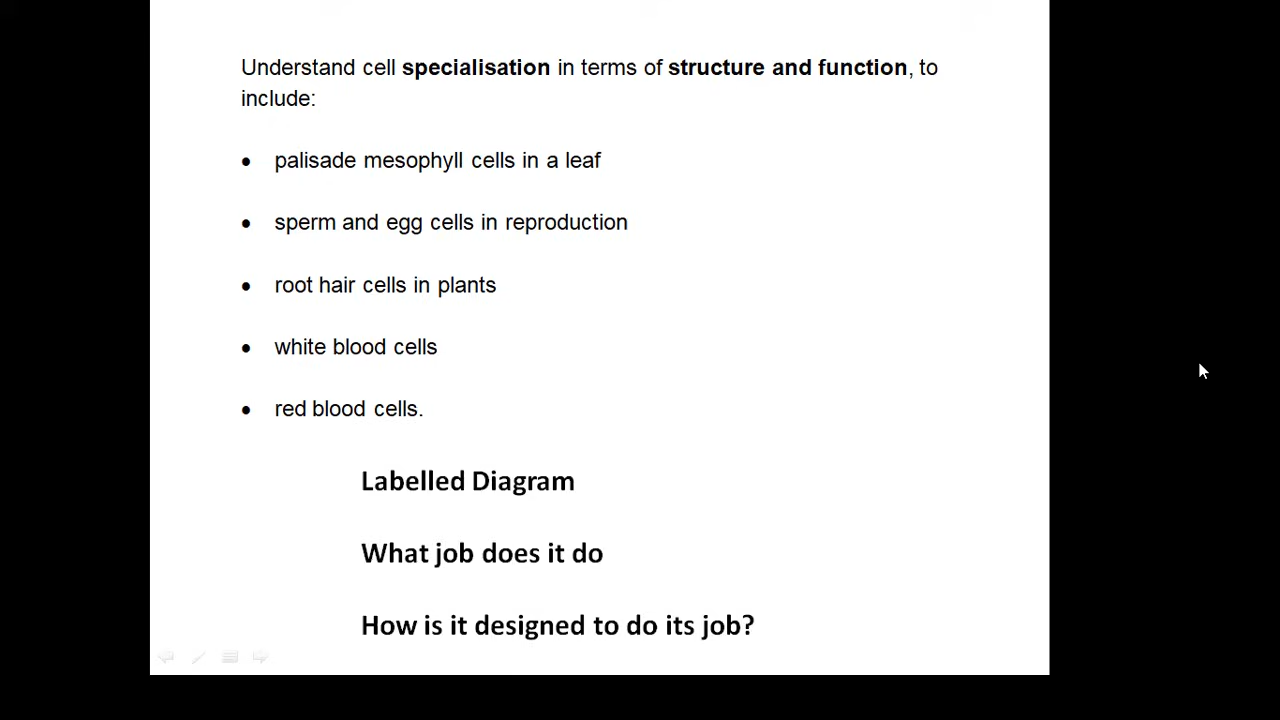 Understand cell specialisation in terms of structure and function, to
include:
• palisade mesophyll cells in a leaf
• sperm and egg cells in reproduction
• root hair cells in plants
• white blood cells
• red blood cells.
Labelled Diagram
What job does it do
How is it designed to do its job?